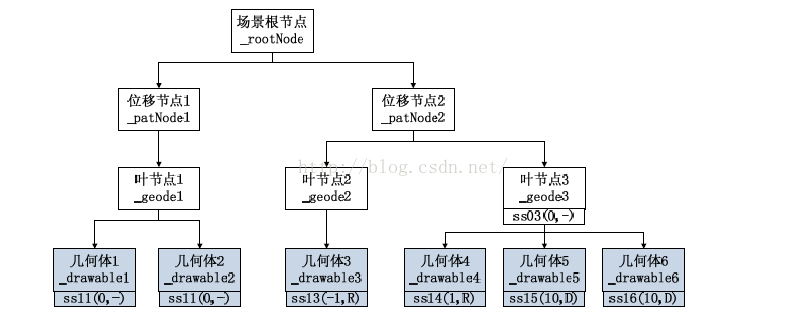 场景根节点
_rootNode
位移节点1
_patNode1
位移节点2
_patNode2
http://blog.csdn.net/
叶节点1
_geode1
叶节点2
_geode2
叶节点3
_geode3
ss03(0,-)
几何体1
_drawable1
ss11(0,-)
几何体2
_drawable2
ss11(0,-)
几何体3
_drawable3
ss13(-1,R)
几何体4
_drawable4
ss14(1,R)
几何体5
_drawable5
ss15(10,D)
几何体6
_drawable6
ss16(10,D)